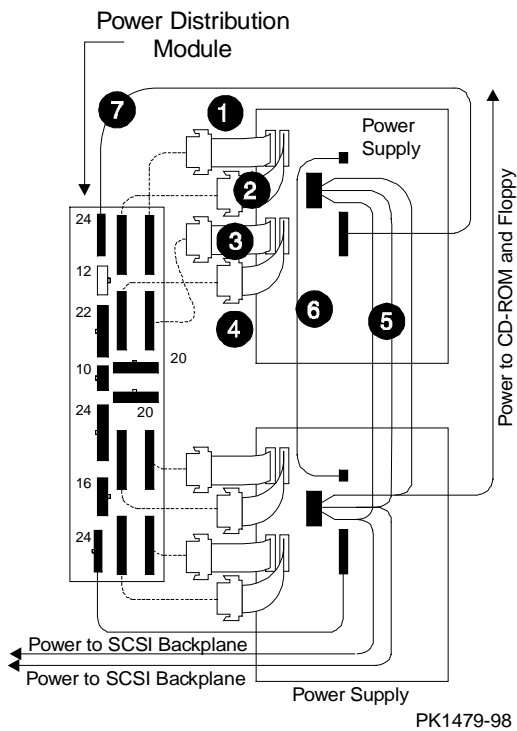 Power Distribution
Module
7
1
Power
Supply
2
24
3
12
6
5
4
22
20
10
24
20
16
24
Power to CD-ROM and Floppy
Power to SCSI Backplane
Power to SCSI Backplane
Power Supply
PK1479-98